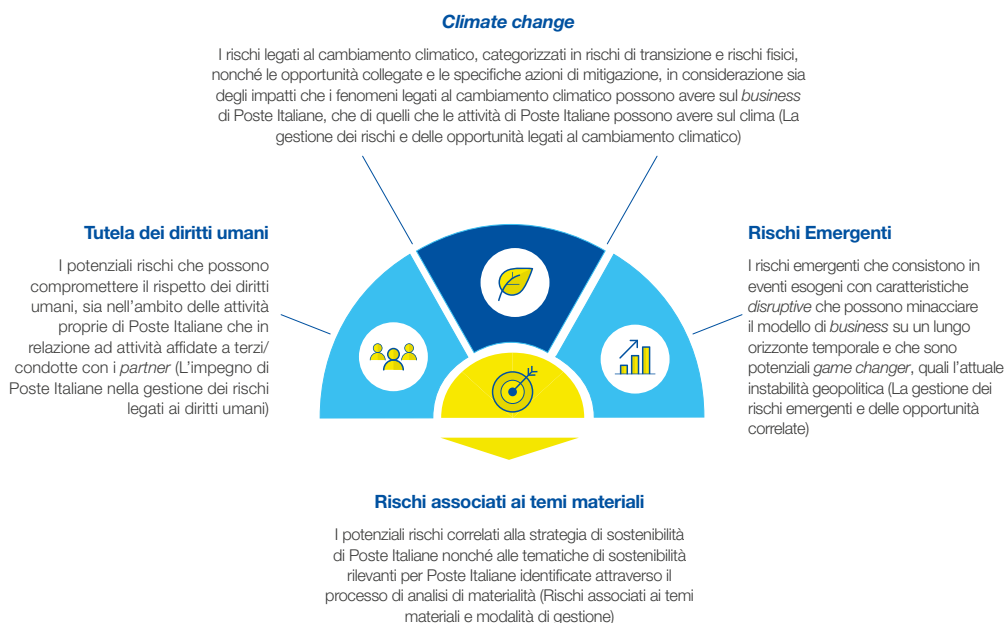 Climate change
I rischi legati al cambiamento climatico, categorizzati in rischi di transizione e rischi fisici,
nonché le opportunità collegate e le specifiche azioni di mitigazione, in considerazione sia
degli impatti che i fenomeni legati al cambiamento climatico possono avere sul business
di Poste Italiane, che di quelli che le attività di Poste Italiane possono avere sul clima (La
gestione dei rischi e delle opportunità legati al cambiamento climatico)
Tutela dei diritti umani
I potenziali rischi che possono
compromettere il rispetto dei diritti
umani, sia nell'ambito delle attività
proprie di Poste Italiane che in
relazione ad attività affidate a terzi/
condotte con i partner (L'impegno di
Poste Italiane nella gestione dei rischi
legati ai diritti umani)
Rischi Emergenti
I rischi emergenti che consistono in
eventi esogeni con caratteristiche
disruptive che possono minacciare
il modello di business su un lungo
orizzonte temporale e che sono
potenziali game changer, quali l'attuale
instabilità geopolitica (La gestione dei
rischi emergenti e delle opportunità
correlate)
Rischi associati ai temi materiali
I potenziali rischi correlati alla strategia di sostenibilità
di Poste Italiane nonché alle tematiche di sostenibilità
rilevanti per Poste Italiane identificate attraverso il
processo di analisi di materialità (Rischi associati ai temi
materiali e modalità di gestione)